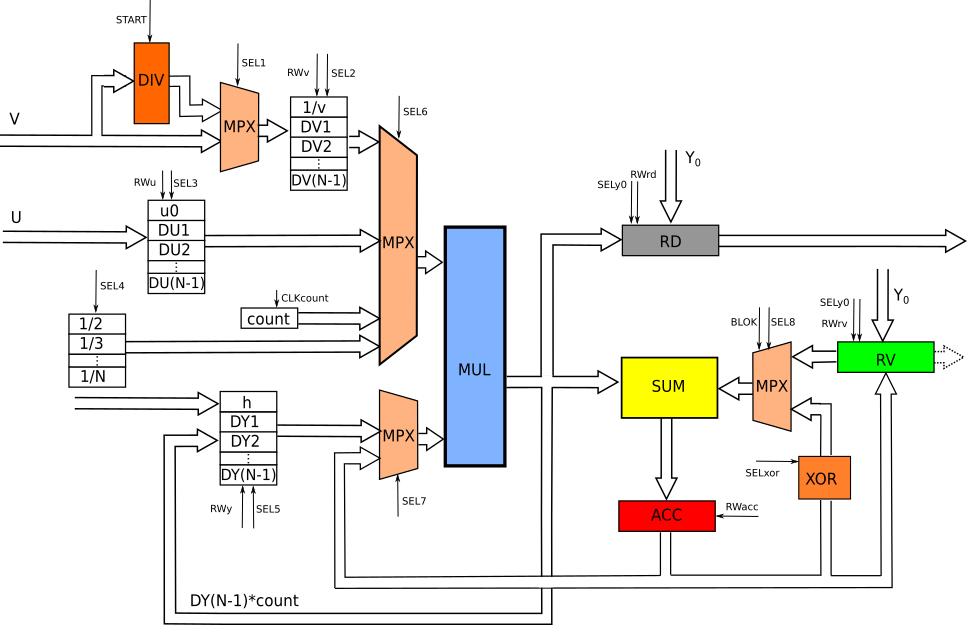 START
DIV
SEL1
RWv
SEL2
V
MPX
1/v
DV1
DV2
⋮
DV(N-1)
SEL6
RWu
SEL3
U
u0
DU1
DU2
⋮
DU(N-1)
MPX
SEL4
CLKcount
count
1/2
1/3
⋮
1/N
MUL
h
DY1
DY2
⋮
DY(N-1)
RWy
SEL5
MPX
SEL7
DY(N-1)*count
Y0
SELy0
RWrd
RD
Y0
SELy0
RWrv
BLOK
SEL8
RV
MPX
SUM
SELxor
XOR
ACC
RWacc